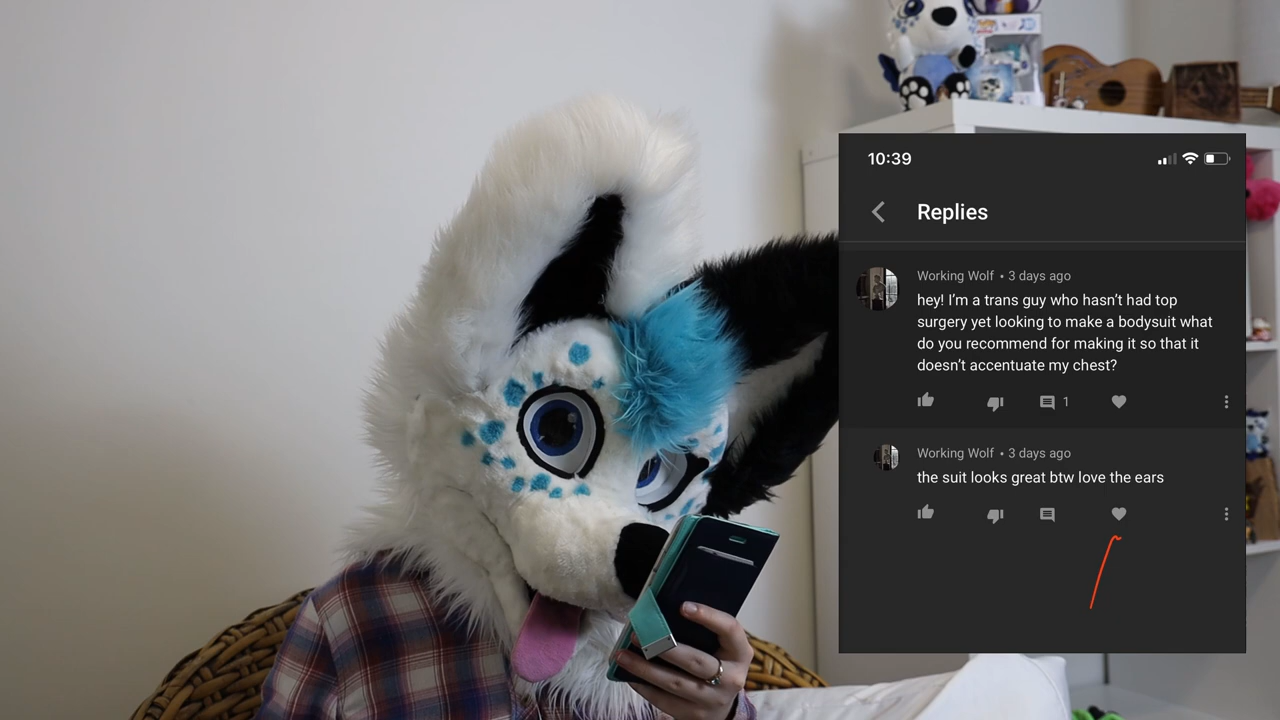 10:39
Replies
Working Wolf • 3 days ago
hey! I'm a trans guy who hasn't had top
surgery yet looking to make a bodysuit what
do you recommend for making it so that it
doesn't accentuate my chest?
1
Working Wolf • 3 days ago
the suit looks great btw love the ears